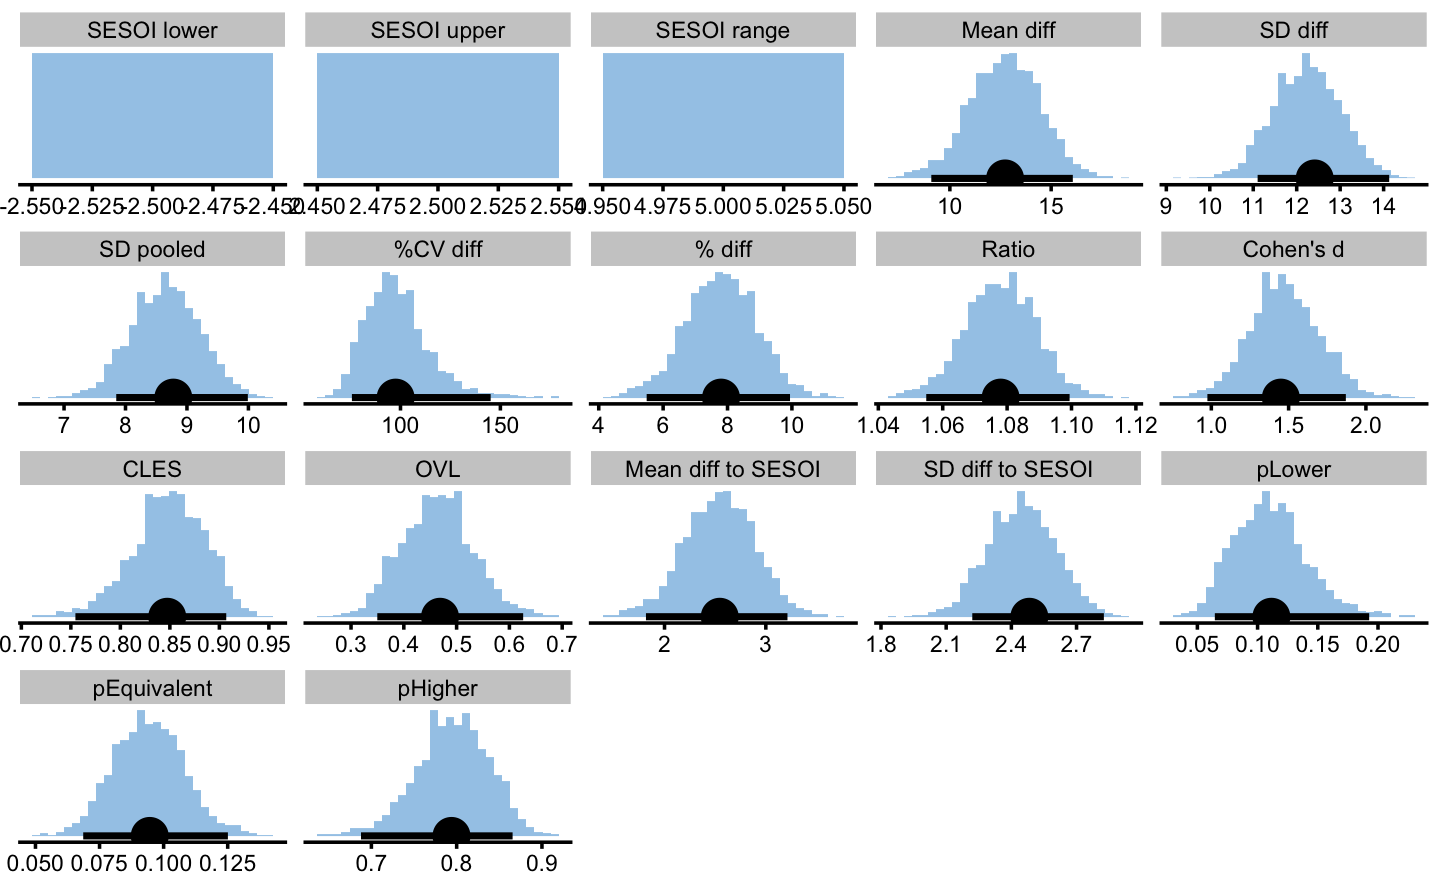 SESOI lower SESOI upper SESOI range Mean diff SD diff
-2.550 -2.525 -2.500 -2.475 -2.450 2.450 2.475 2.500 2.525 2.550 4.950 4.975 5.000 5.025 5.050 10 15 9 10 11 12 13 14
SD pooled %CV diff % diff Ratio Cohen's d
7 8 9 10 100 150 4 6 8 10 1.04 1.06 1.08 1.10 1.12 1.0 1.5 2.0
CLES OVL Mean diff to SESOI SD diff to SESOI pLower
0.70 0.75 0.80 0.85 0.90 0.95 0.3 0.4 0.5 0.6 0.7 2 3 1.8 2.1 2.4 2.7 0.05 0.10 0.15 0.20
pEquivalent pHigher
0.050 0.075 0.100 0.125 0.7 0.8 0.9